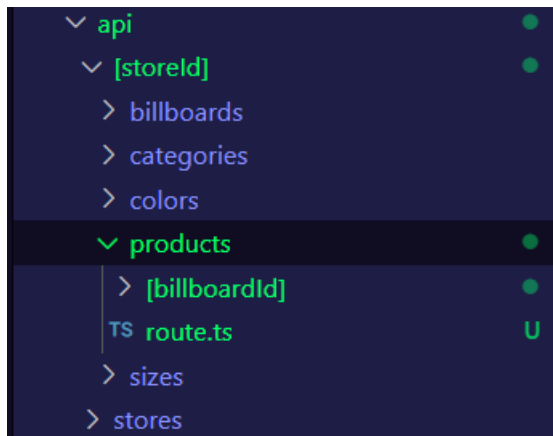 api
[storeId]
billboards
categories
colors
products
[billboardId]
TS route.ts U
sizes
stores